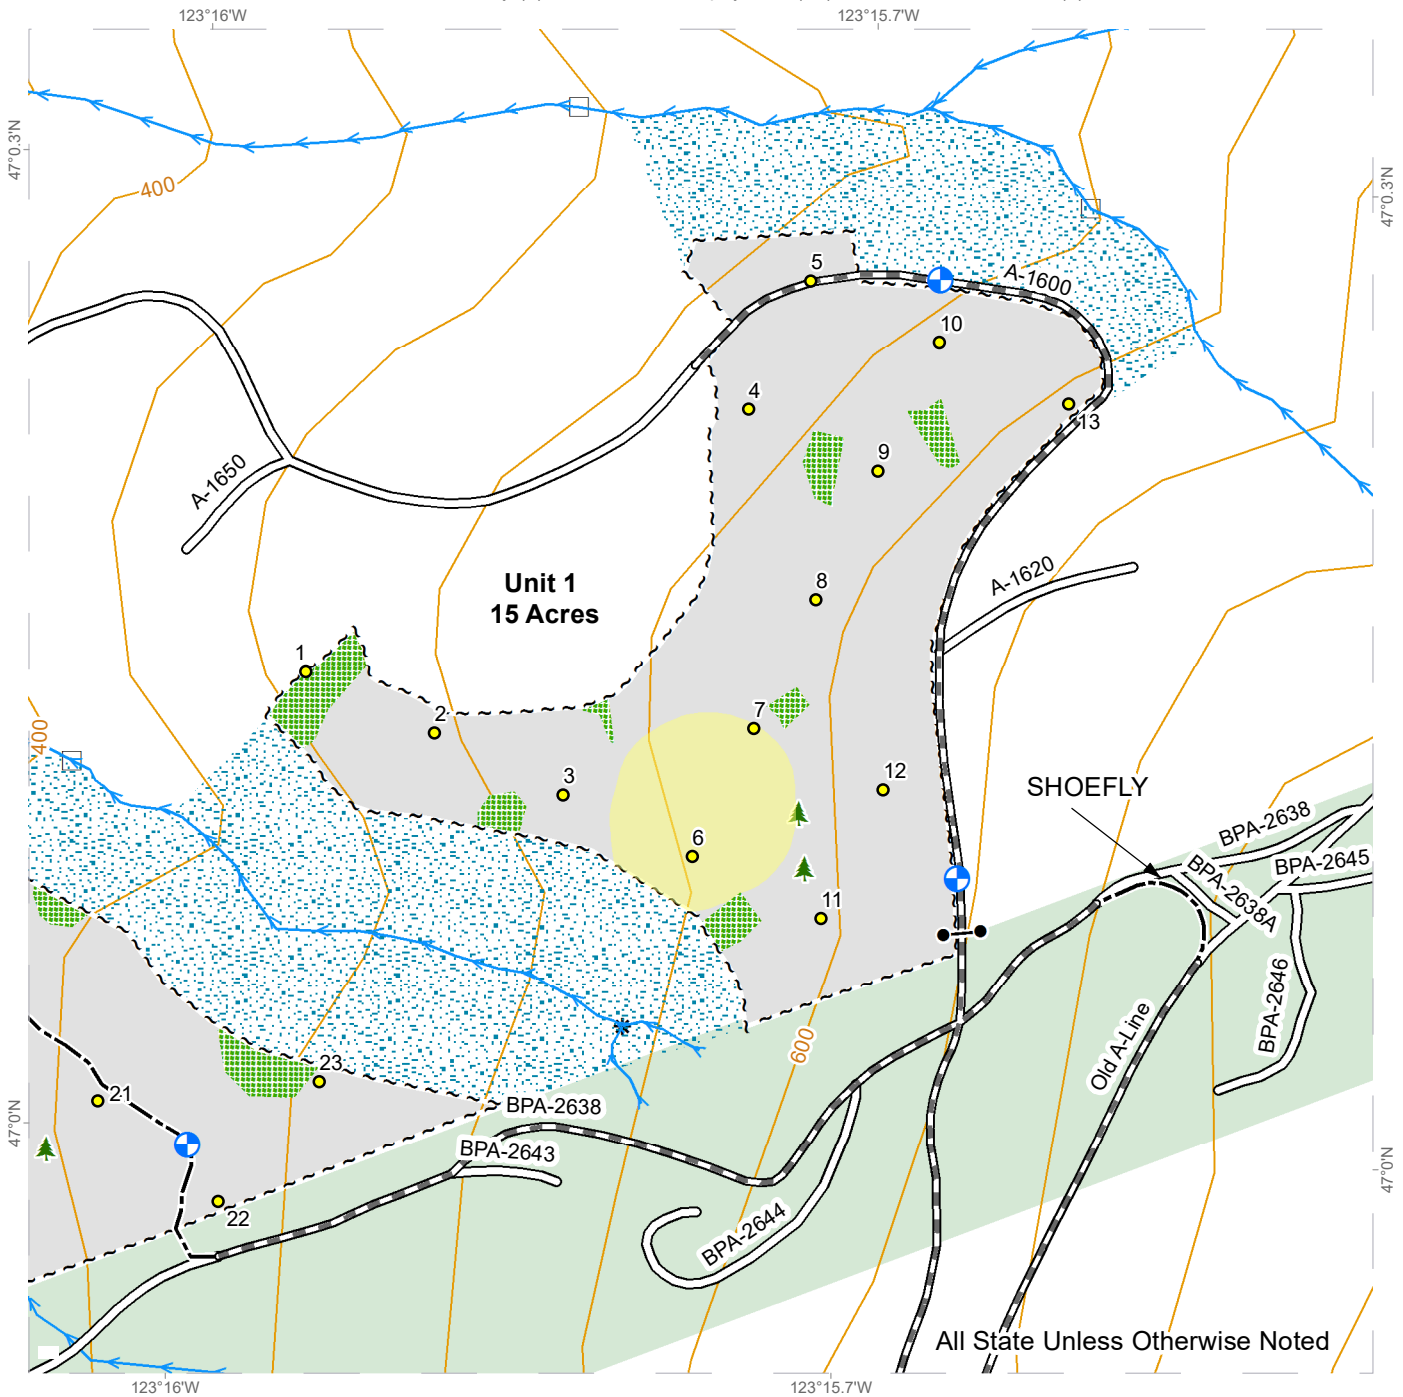 123°16'W
123°15.7'W
47°0.3'N
47°0.3'N
400
5
A-1600
10
4
13
9
A-1650
Unit 1
15 Acres
8
A-1620
1
2
7
400
3
12
SHOEFLY
6
BPA-2638
BPA-2645
BPA-2638A
11
BPA-2646
600
Old A-Line
23
21
BPA-2638
47°0'N
47°0'N
BPA-2643
22
BPA-2644
All State Unless Otherwise Noted
123°16'W
123°15.7'W